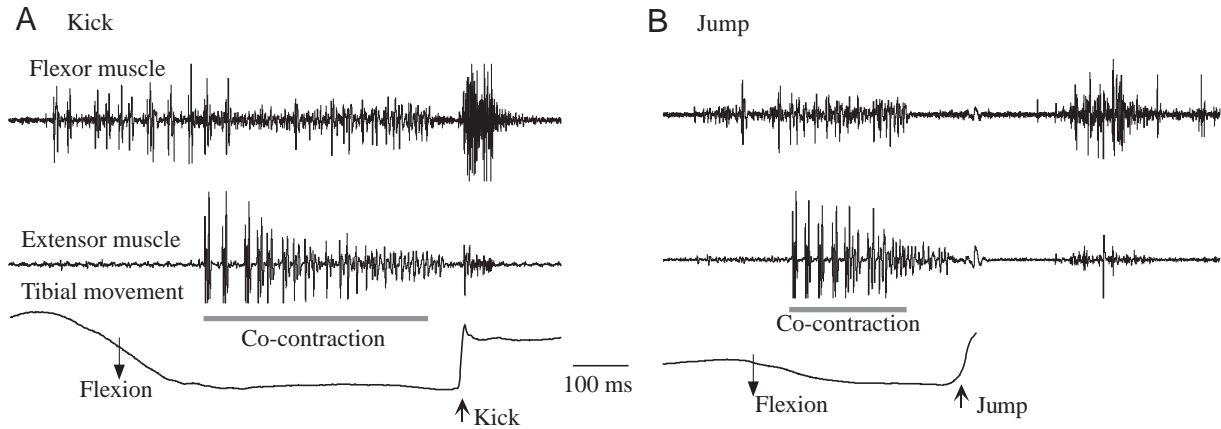 A Kick
Flexor muscle
Extensor muscle
Tibial movement
Co-contraction
Flexion
Kick
100 ms
B Jump
Co-contraction
Flexion
Jump